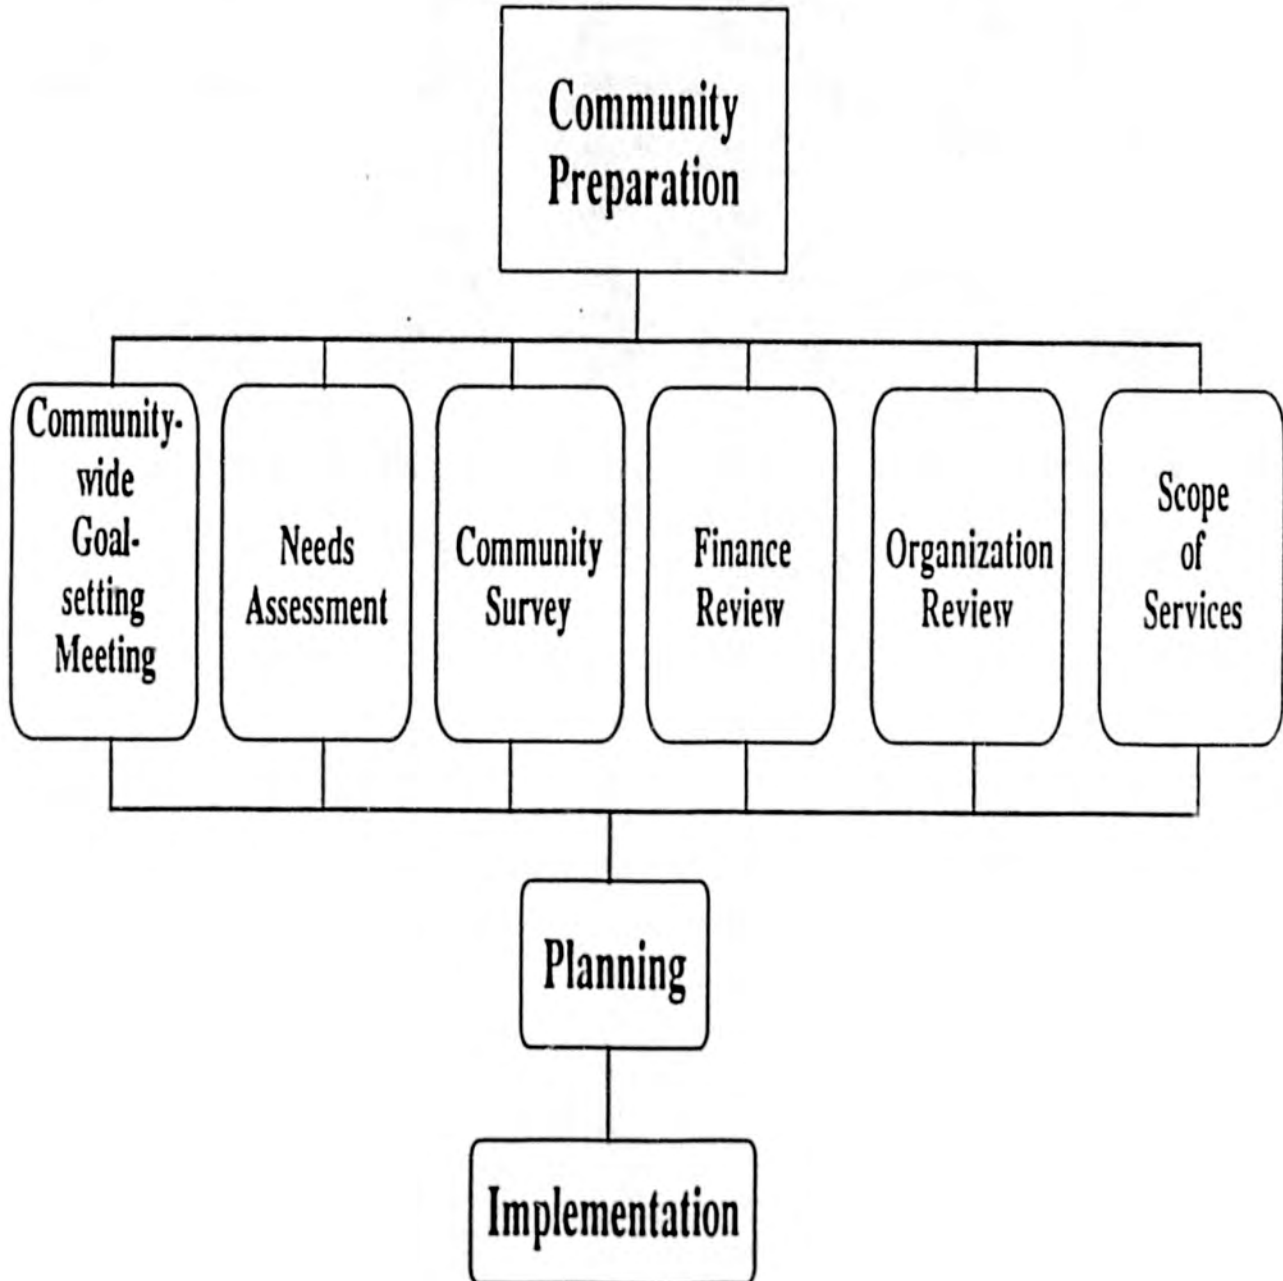 Community
Preparation
Community-
wide
Goal-
setting
Meeting
Needs
Assessment
Community
Survey
Finance
Review
Organization
Review
Scope
of
Services
Planning
Implementation